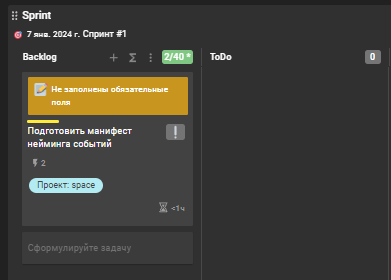 Sprint
7 янв. 2024 г. Спринт #1
Backlog
2/40 *
ToDo
0
Не заполнены обязательные
поля
Подготовить манифест
нейминга событий
2
Проект: space
<1ч
Сформулируйте задачу